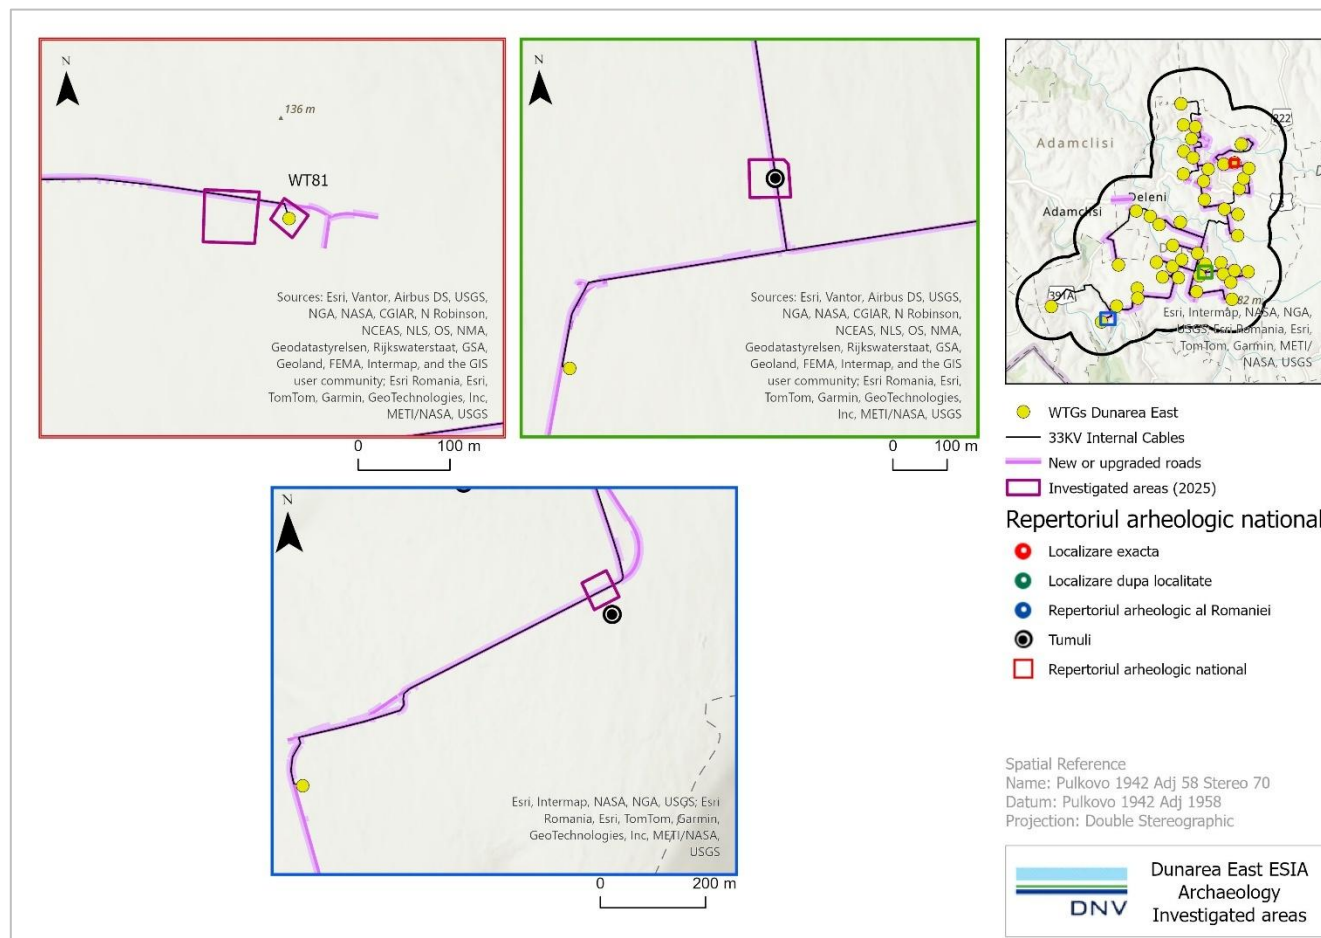 N
136 m
WT81
Sources: Esri, Vantor, Airbus DS, USGS,
NGA, NASA, CGIAR, N Robinson,
NCEAS, NLS, OS, NMA,
Geodatastyrelsen, Rijkswaterstaat, GSA,
Geoland, FEMA, Intermap, and the GIS
user community; Esri Romania, Esri,
TomTom, Garmin, GeoTechnologies, Inc,
METI/NASA, USGS
0 100 m
N
Sources: Esri, Vantor, Airbus DS, USGS,
NGA, NASA, CGIAR, N Robinson,
NCEAS, NLS, OS, NMA,
Geodatastyrelsen, Rijkswaterstaat, GSA,
Geoland, FEMA, Intermap, and the GIS
user community; Esri Romania, Esri,
TomTom, Garmin, GeoTechnologies,
Inc, METI/NASA, USGS
0 100 m
222
Adamclisi
Deleni
Adamclisi
391A
82 m
Esri, Intermap, NASA, NGA,
USGS; Esri Romania, Esri,
TomTom, Garmin, METI/
NASA, USGS
WTGs Dunarea East
33KV Internal Cables
New or upgraded roads
Investigated areas (2025)
Repertoriul arheologic national
Localizare exacta
Localizare dupa localitate
Repertoriul arheologic al Romaniei
Tumuli
Repertoriul arheologic national
N
Esri, Intermap, NASA, NGA, USGS; Esri
Romania, Esri, TomTom, Garmin,
GeoTechnologies, Inc, METI/NASA,
USGS
0 200 m
Spatial Reference
Name: Pulkovo 1942 Adj 58 Stereo 70
Datum: Pulkovo 1942 Adj 1958
Projection: Double Stereographic
DNV
Dunarea East ESIA
Archaeology
Investigated areas